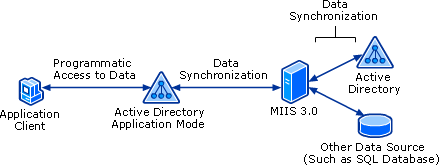 Data
Synchronization
Programmatic
Access to Data
Data
Synchronization
Application
Client
Active Directory
Application Mode
MIIS 3.0
Active
Directory
Other Data Source
(Such as SQL Database)